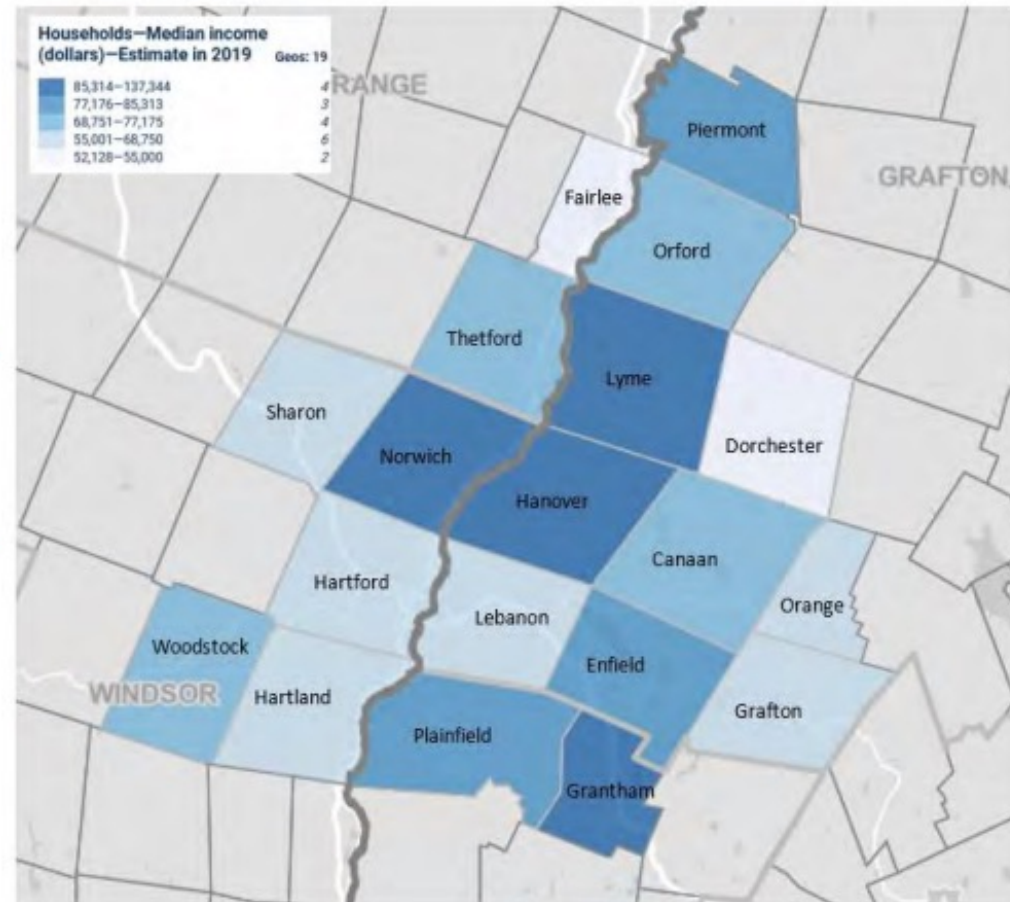 Households—Median income
(dollars)—Estimate in 2019 Geos: 19
85,314—137,344 4
77,176—85,313 3
68,751—77,175 4
55,001—68,750 6
52,128—55,000 2
RANGE
Piermont
GRAFTON
Fairlee
Orford
Thetford
Lyme
Sharon
Dorchester
Norwich
Hanover
Canaan
Hartford
Orange
Lebanon
Woodstock
Enfield
WINDSOR
Hartland
Grafton
Plainfield
Grantham